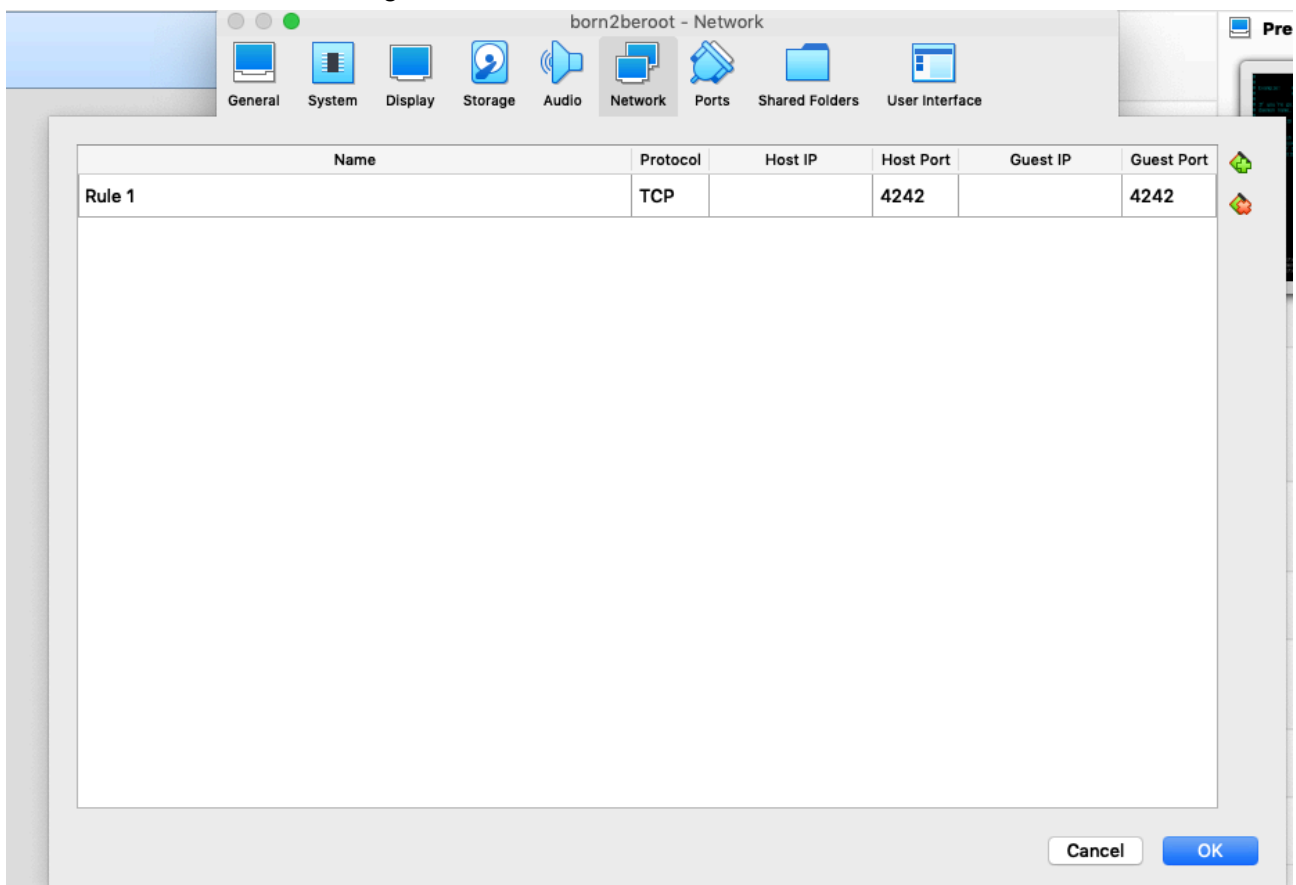 born2beroot - Network
Pre
General System Display Storage Audio Network Ports Shared Folders User Interface
Name Protocol Host IP Host Port Guest IP Guest Port
Rule 1 TCP 4242 4242
Cancel OK